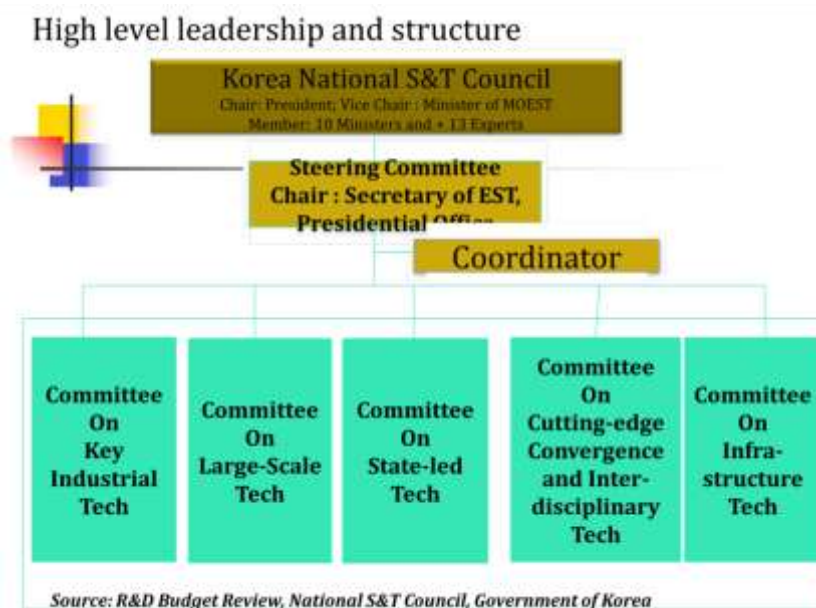 High level leadership and structure
Korea National S&T Council
Chair: President; Vice Chair : Minister of MOEST
Member: 10 Ministers and + 13 Experts
Steering Committee
Chair : Secretary of EST,
Presidential Office
Coordinator
Committee
On
Key
Industrial
Tech
Committee
On
Large-Scale
Tech
Committee
On
State-led
Tech
Committee
On
Cutting-edge
Convergence
and Inter-
disciplinary
Tech
Committee
On
Infra-
structure
Tech
Source: R&D Budget Review, National S&T Council, Government of Korea